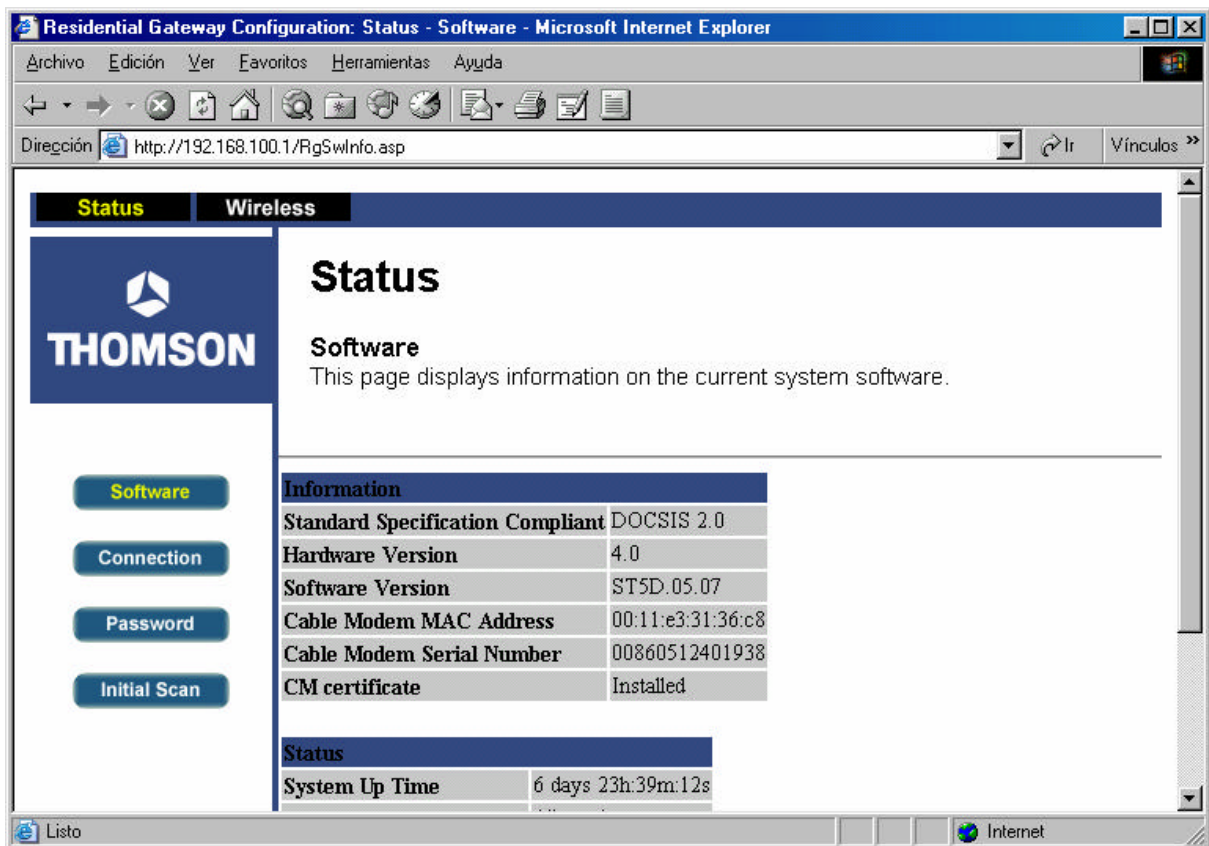 Residential Gateway Configuration: Status - Software - Microsoft Internet Explorer
Archivo Edición Ver Favoritos Herramientas Ayuda
Dirección http://192.168.100.1/RgSwInfo.asp Ir Vínculos »
Status Wireless
THOMSON
Status
Software
This page displays information on the current system software.
Software
Connection
Password
Initial Scan
Information
Standard Specification Compliant DOCSIS 2.0
Hardware Version 4.0
Software Version ST5D.05.07
Cable Modem MAC Address 00:11:e3:31:36:c8
Cable Modem Serial Number 00860512401938
CM certificate Installed
Status
System Up Time 6 days 23h:39m:12s
Listo Internet